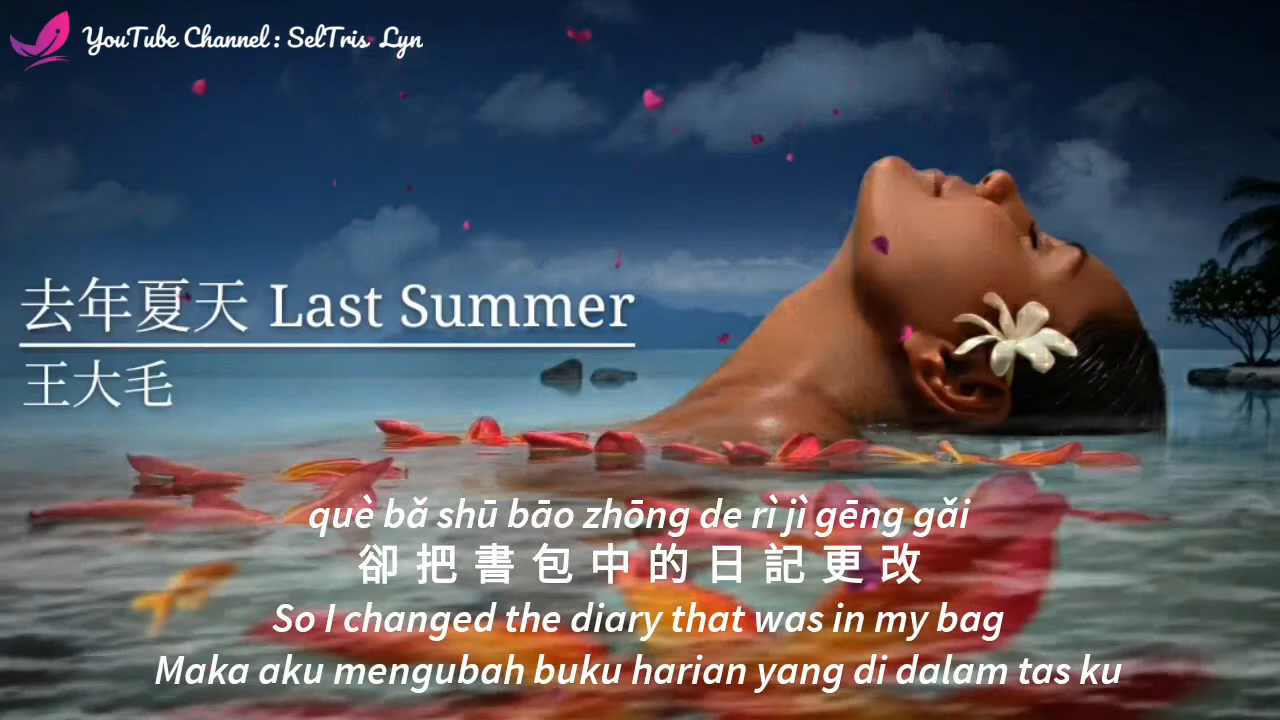 YouTube Channel : SelTris Lyn
去年夏天 Last Summer
王大毛
què bǎ shū bāo zhōng de rì jì gēng gǎi
卻把書包中的日記更改
So I changed the diary that was in my bag
Maka aku mengubah buku harian yang di dalam tas ku